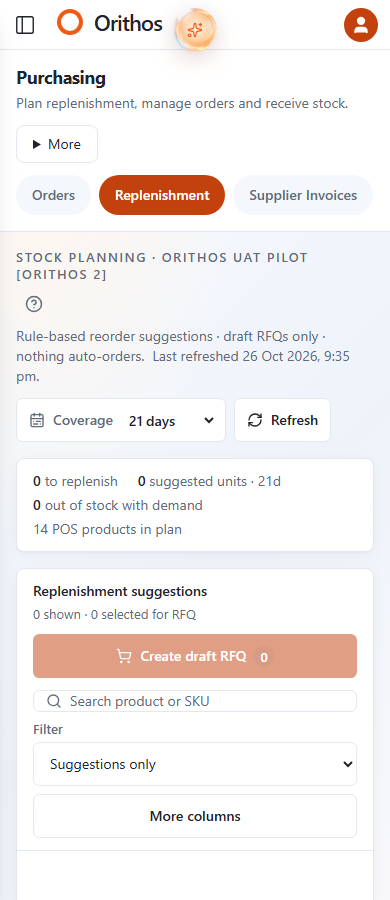 Orithos
Purchasing
Plan replenishment, manage orders and receive stock.
More
Orders Replenishment Supplier Invoices
STOCK PLANNING · ORITHOS UAT PILOT
[ORITHOS 2]
Rule-based reorder suggestions · draft RFQs only ·
nothing auto-orders. Last refreshed 26 Oct 2026, 9:35
pm.
Coverage 21 days Refresh
0 to replenish 0 suggested units · 21d
0 out of stock with demand
14 POS products in plan
Replenishment suggestions
0 shown · 0 selected for RFQ
Create draft RFQ 0
Search product or SKU
Filter
Suggestions only
More columns